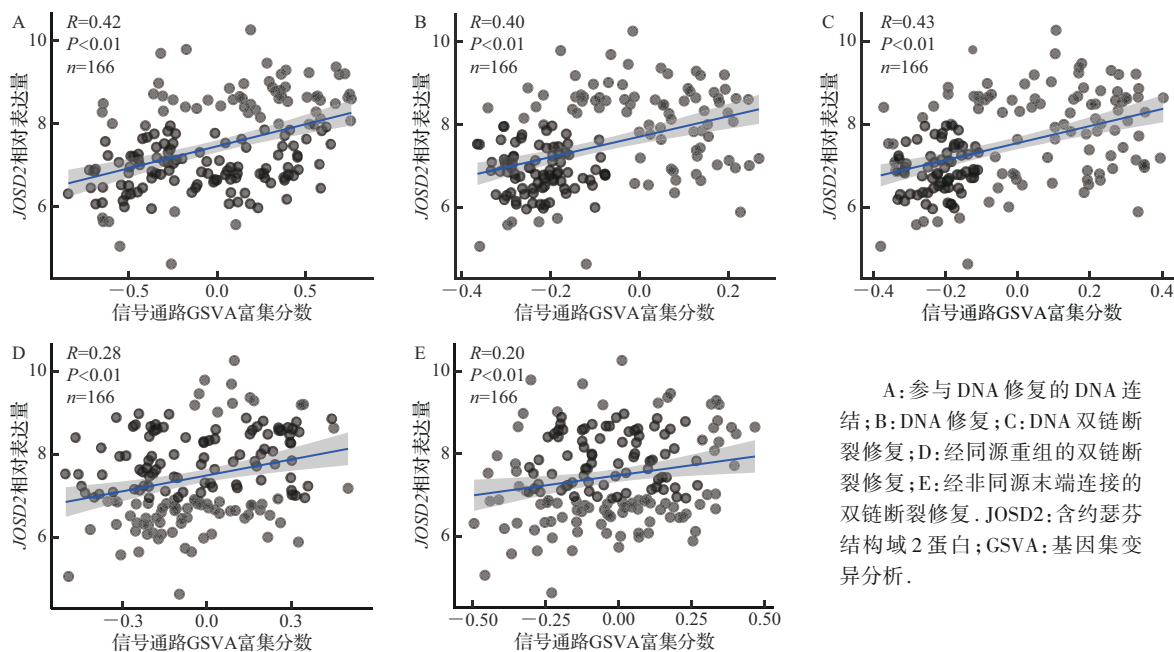 A
R=0.42
P<0.01
n=166
10
8
6
JOSD2相对表达量
−0.5
0.0
0.5
信号通路GSVA富集分数
B
R=0.40
P<0.01
n=166
10
8
6
JOSD2相对表达量
−0.4
−0.2
0.0
0.2
信号通路GSVA富集分数
C
R=0.43
P<0.01
n=166
10
8
6
JOSD2相对表达量
−0.4
−0.2
0.0
0.2
0.4
信号通路GSVA富集分数
D
R=0.28
P<0.01
n=166
10
8
6
JOSD2相对表达量
−0.3
0.0
0.3
信号通路GSVA富集分数
E
R=0.20
P<0.01
n=166
10
8
6
JOSD2相对表达量
−0.50
−0.25
0.00
0.25
0.50
信号通路GSVA富集分数
A:参与DNA修复的DNA连
结;B:DNA修复;C:DNA双链断
裂修复;D:经同源重组的双链断
裂修复;E:经非同源末端连接的
双链断裂修复.JOSD2:含约瑟芬
结构域2蛋白;GSVA:基因集变
异分析.